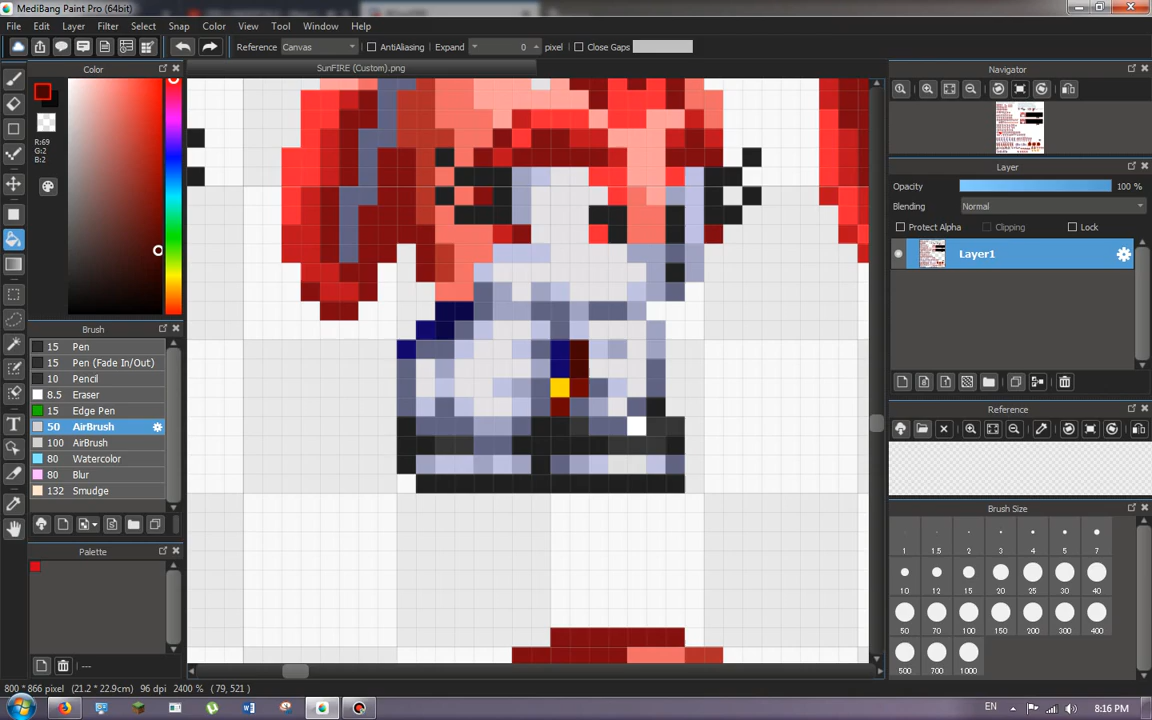 MediBang Paint Pro (64bit)
File Edit View Layer Filter Select Snap Color Tool Window Help
Reference Canvas AntiAliasing Expand 0 pixel Close Gaps
Color
R:69
G:2
B:2
Brush
15 Pen
15 Pen (Fade In/Out)
10 Pencil
8.5 Eraser
15 Edge Pen
50 AirBrush
100 AirBrush
80 Watercolor
80 Blur
132 Smudge
Palette
---
SunFIRE (Custom).png
Navigator
Layer
Opacity 100 %
Blending Normal
Protect Alpha Clipping Lock
Layer1
Reference
Brush Size
1 1.5 2 3 4 5 7
10 12 15 20 25 30 40
50 70 100 150 200 300 400
500 700 1000
800 * 866 pixel (21.2 * 22.9cm) 96 dpi 2400 % ( 79, 521 )
EN 8:16 PM